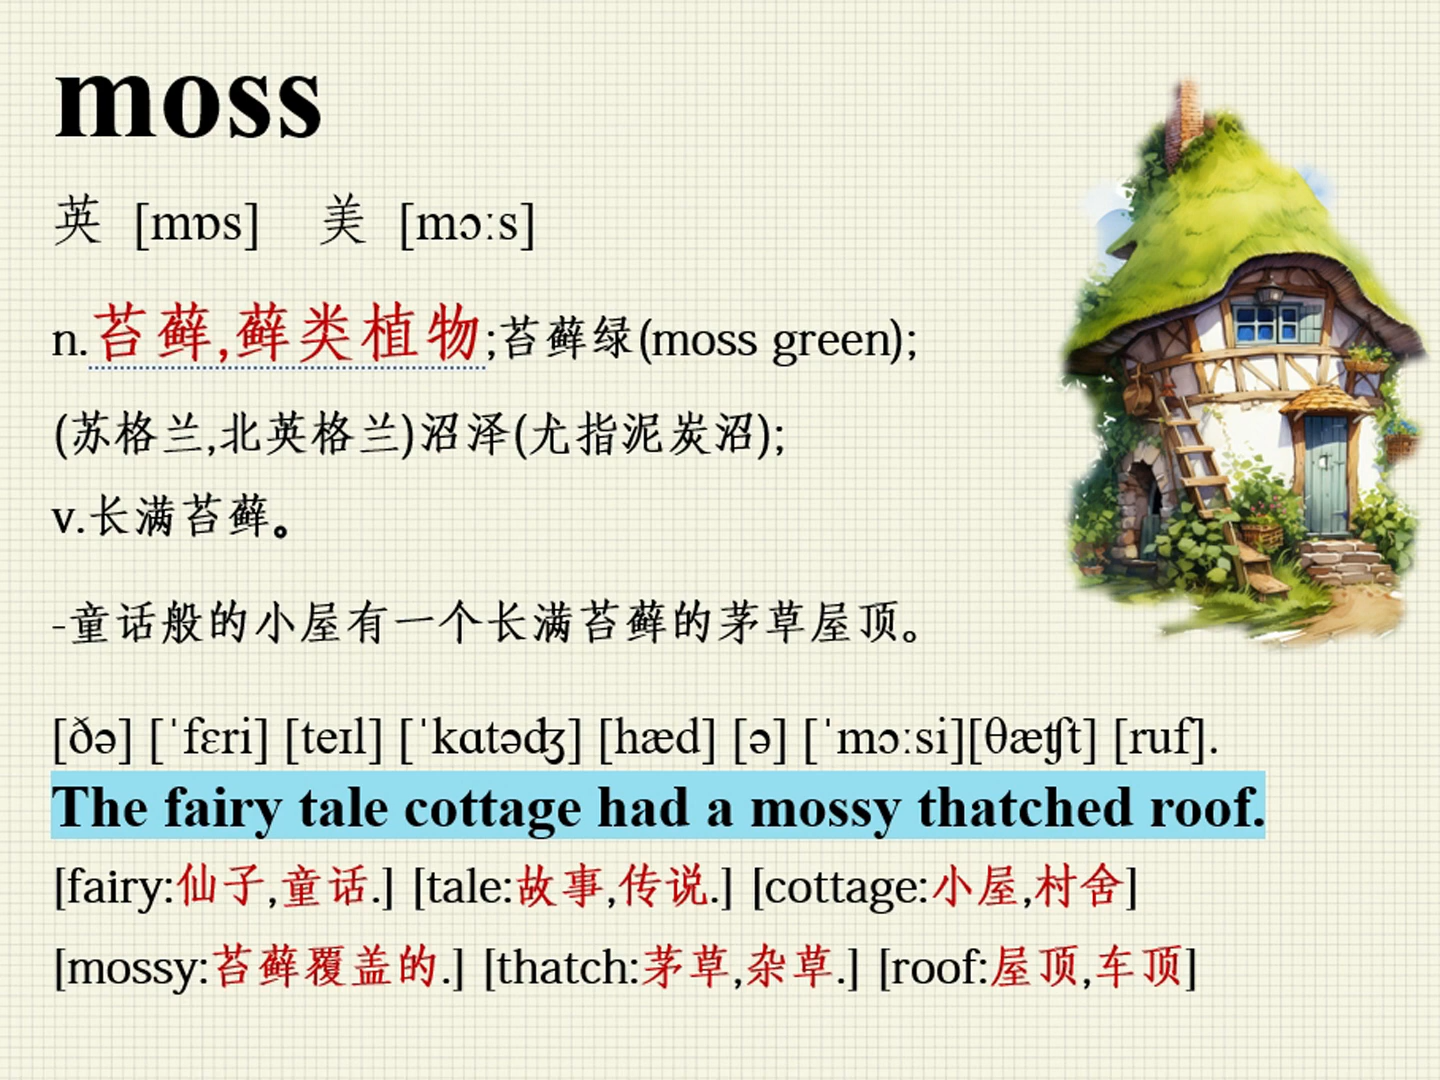 moss
英 [mɒs] 美 [mɔːs]
n.苔藓,藓类植物;苔藓绿(moss green);
(苏格兰,北英格兰)沼泽(尤指泥炭沼);
v.长满苔藓。
-童话般的小屋有一个长满苔藓的茅草屋顶。
[ðə] [ˈfɛri] [teɪl] [ˈkɑtəʤ] [hæd] [ə] [ˈmɔːsi][θæʧt] [ruf].
The fairy tale cottage had a mossy thatched roof.
[fairy:仙子,童话.] [tale:故事,传说.] [cottage:小屋,村舍]
[mossy:苔藓覆盖的.] [thatch:茅草,杂草.] [roof:屋顶,车顶]